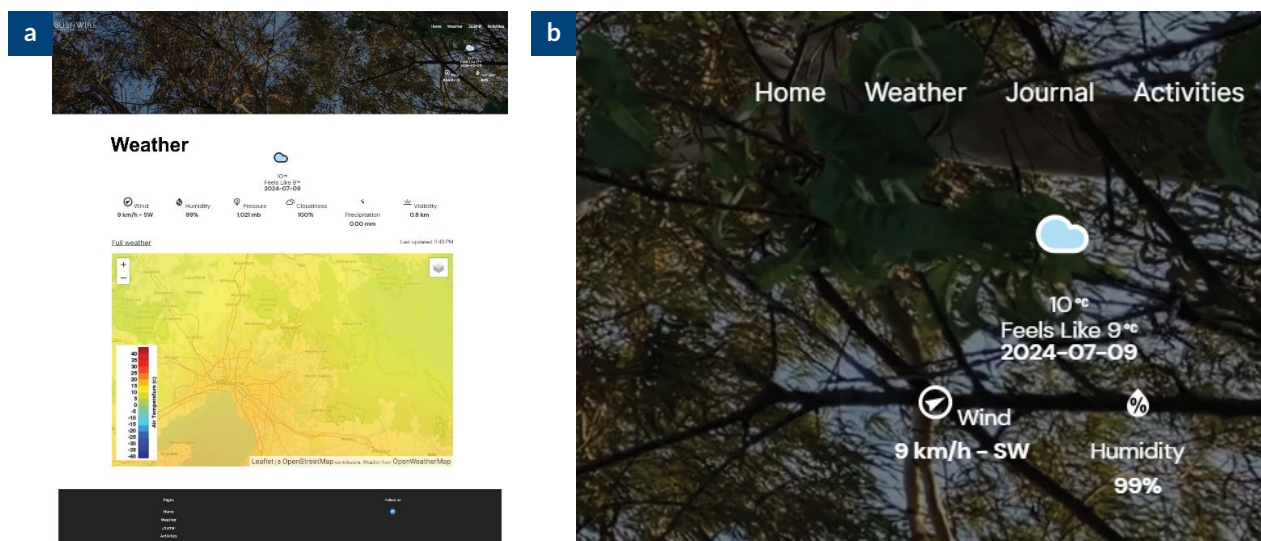 a
BUSHWIRE
Home Weather Journal Activities
Weather
10°C
Feels Like 9°C
2024-07-09
Wind
9 km/h - SW
Humidity
99%
Pressure
1,021 mb
Cloudiness
100%
Precipitation
0.00 mm
Visibility
0.8 km
Full weather
Last updated: 11:43 PM
+
−
40
35
30
25
20
15
10
5
0
-5
-10
-15
-20
-25
-30
-35
-40
Air Temperature (c)
Leaflet | © OpenStreetMap contributors, Weather from OpenWeatherMap
Pages
Home
Weather
Journal
Activities
Follow us
b
Home Weather Journal Activities
10°C
Feels Like 9°C
2024-07-09
Wind
9 km/h - SW
%
Humidity
99%